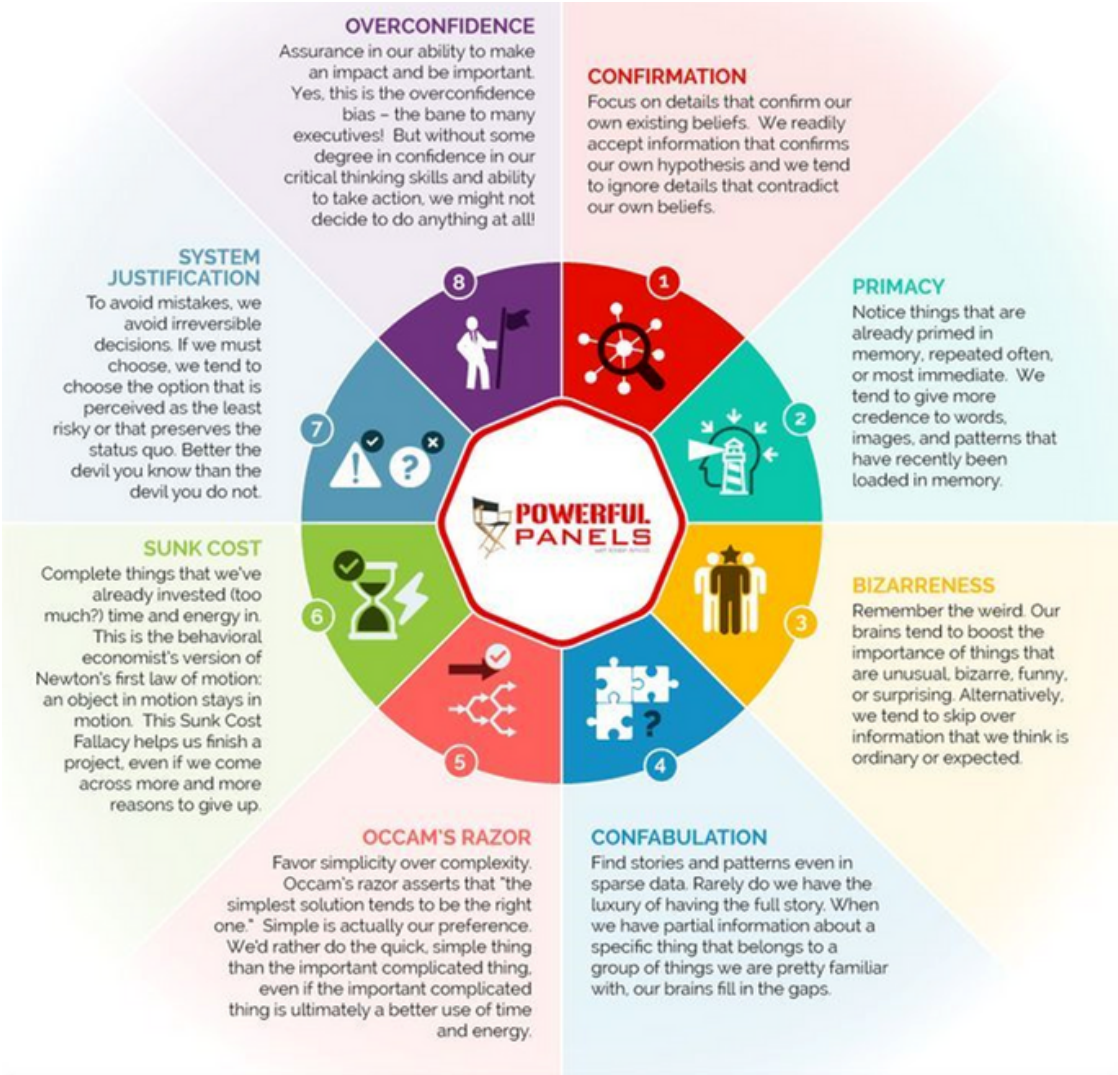 OVERCONFIDENCE
Assurance in our ability to make
an impact and be important.
Yes, this is the overconfidence
bias – the bane to many
executives! But without some
degree in confidence in our
critical thinking skills and ability
to take action, we might not
decide to do anything at all!
8
CONFIRMATION
Focus on details that confirm our
own existing beliefs. We readily
accept information that confirms
our own hypothesis and we tend
to ignore details that contradict
our own beliefs.
1
PRIMACY
Notice things that are
already primed in
memory, repeated often,
or most immediate. We
tend to give more
credence to words,
images, and patterns that
have recently been
loaded in memory.
2
BIZARRENESS
Remember the weird. Our
brains tend to boost the
importance of things that
are unusual, bizarre, funny,
or surprising. Alternatively,
we tend to skip over
information that we think is
ordinary or expected.
3
CONFABULATION
Find stories and patterns even in
sparse data. Rarely do we have the
luxury of having the full story. When
we have partial information about a
specific thing that belongs to a
group of things we are pretty familiar
with, our brains fill in the gaps.
4
?
OCCAM'S RAZOR
Favor simplicity over complexity.
Occam's razor asserts that "the
simplest solution tends to be the right
one." Simple is actually our preference.
We'd rather do the quick, simple thing
than the important complicated thing,
even if the important complicated
thing is ultimately a better use of time
and energy.
5
SUNK COST
Complete things that we've
already invested (too
much?) time and energy in.
This is the behavioral
economist's version of
Newton's first law of motion:
an object in motion stays in
motion. This Sunk Cost
Fallacy helps us finish a
project, even if we come
across more and more
reasons to give up.
6
SYSTEM
JUSTIFICATION
To avoid mistakes, we
avoid irreversible
decisions. If we must
choose, we tend to
choose the option that is
perceived as the least
risky or that preserves the
status quo. Better the
devil you know than the
devil you do not.
7
! ?
POWERFUL
PANELS